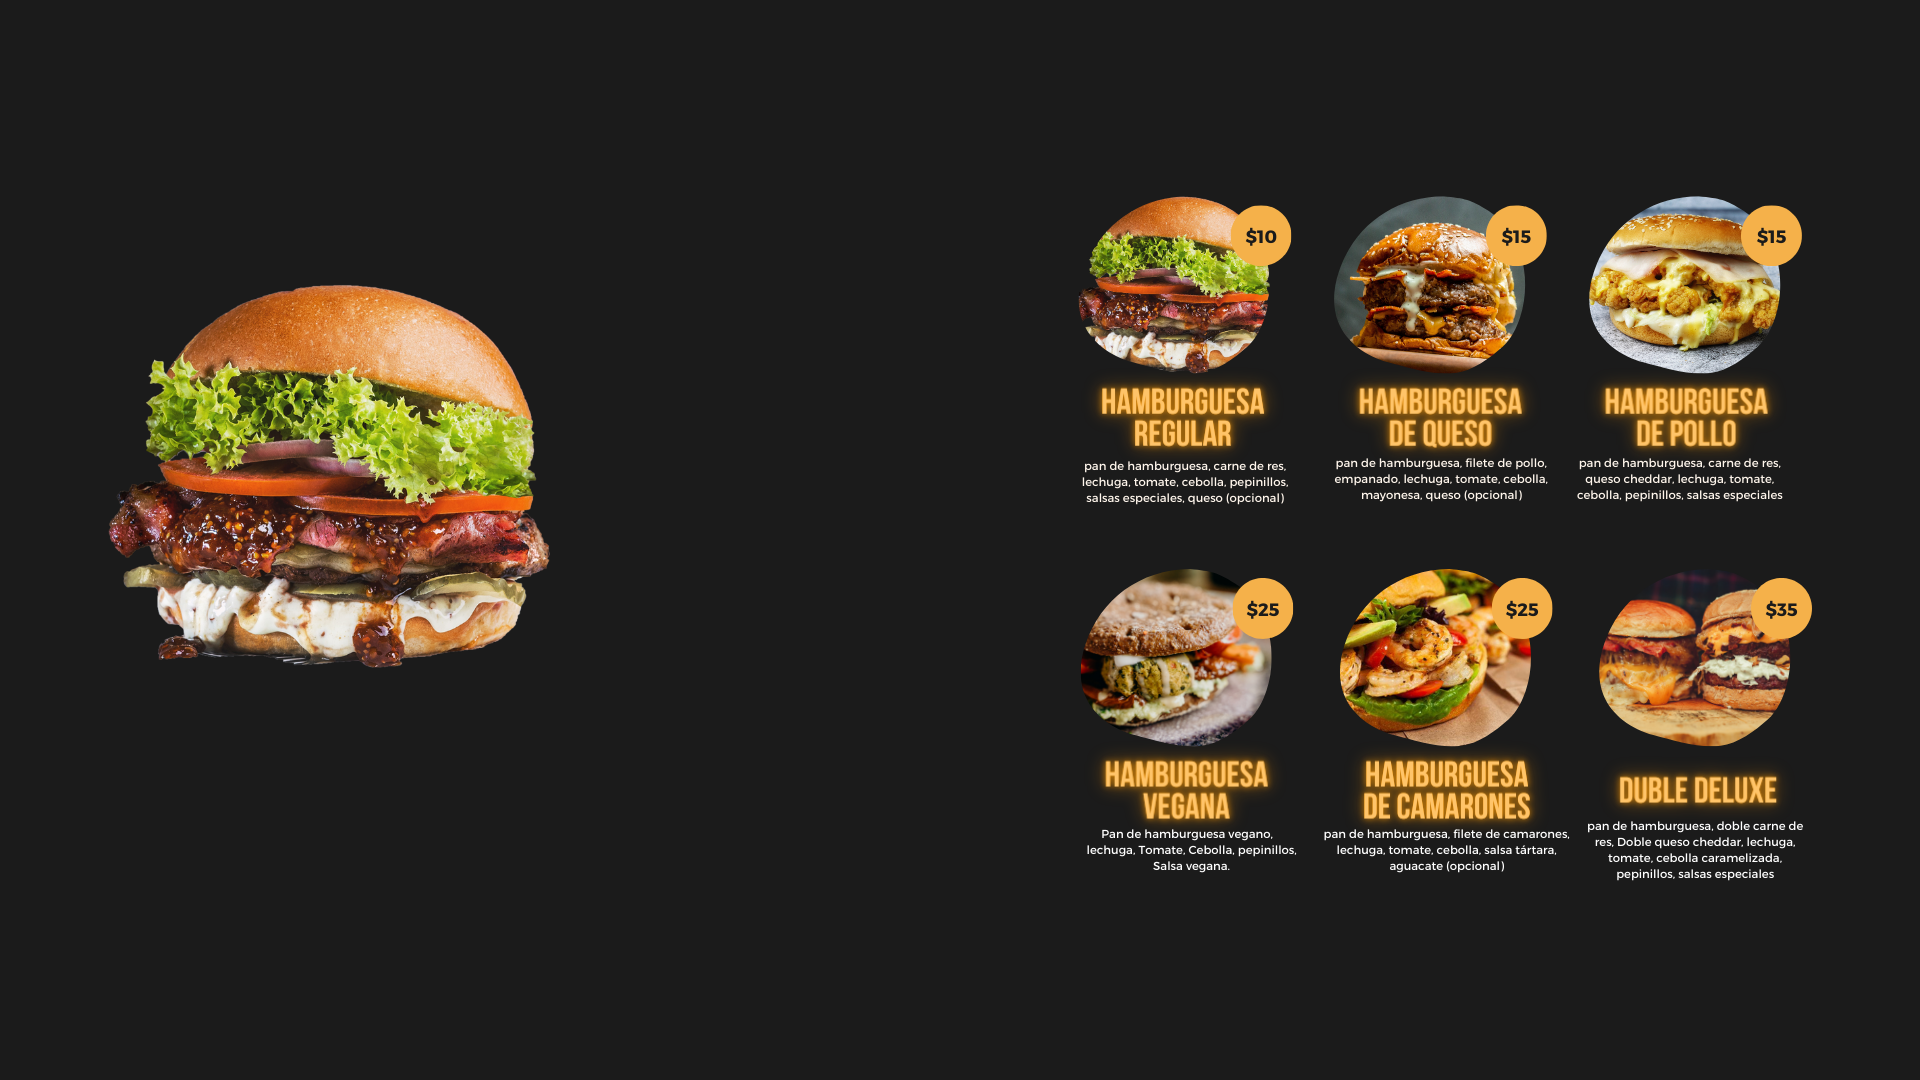 $10
HAMBURGUESA
REGULAR
pan de hamburguesa, carne de res,
lechuga, tomate, cebolla, pepinillos,
salsas especiales, queso (opcional)
$15
HAMBURGUESA
DE QUESO
pan de hamburguesa, filete de pollo,
empanado, lechuga, tomate, cebolla,
mayonesa, queso (opcional)
$15
HAMBURGUESA
DE POLLO
pan de hamburguesa, carne de res,
queso cheddar, lechuga, tomate,
cebolla, pepinillos, salsas especiales
$25
HAMBURGUESA
VEGANA
Pan de hamburguesa vegano,
lechuga, Tomate, Cebolla, pepinillos,
Salsa vegana.
$25
HAMBURGUESA
DE CAMARONES
pan de hamburguesa, filete de camarones,
lechuga, tomate, cebolla, salsa tártara,
aguacate (opcional)
$35
DUBLE DELUXE
pan de hamburguesa, doble carne de
res, Doble queso cheddar, lechuga,
tomate, cebolla caramelizada,
pepinillos, salsas especiales